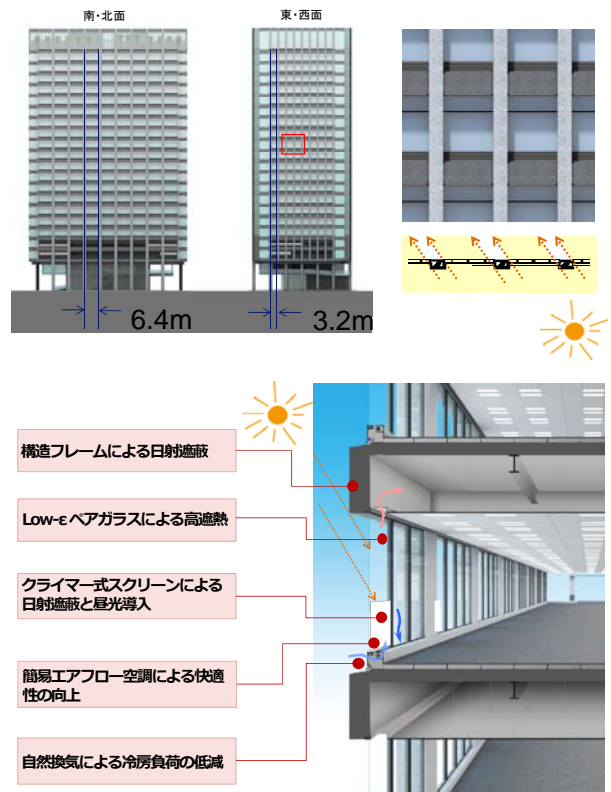 南・北面
東・西面
6.4m
3.2m
構造フレームによる日射遮蔽
Low-εペアガラスによる高遮熱
クライマー式スクリーンによる
日射遮蔽と昼光導入
簡易エアフロー空調による快適
性の向上
自然換気による冷房負荷の低減